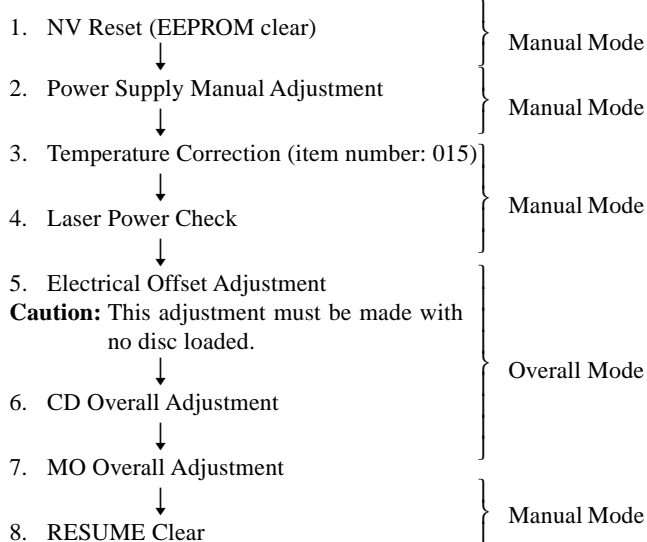 1. NV Reset (EEPROM clear)
Manual Mode
2. Power Supply Manual Adjustment
Manual Mode
3. Temperature Correction (item number: 015)
4. Laser Power Check
Manual Mode
5. Electrical Offset Adjustment
Caution: This adjustment must be made with
no disc loaded.
6. CD Overall Adjustment
Overall Mode
7. MO Overall Adjustment
8. RESUME Clear
Manual Mode